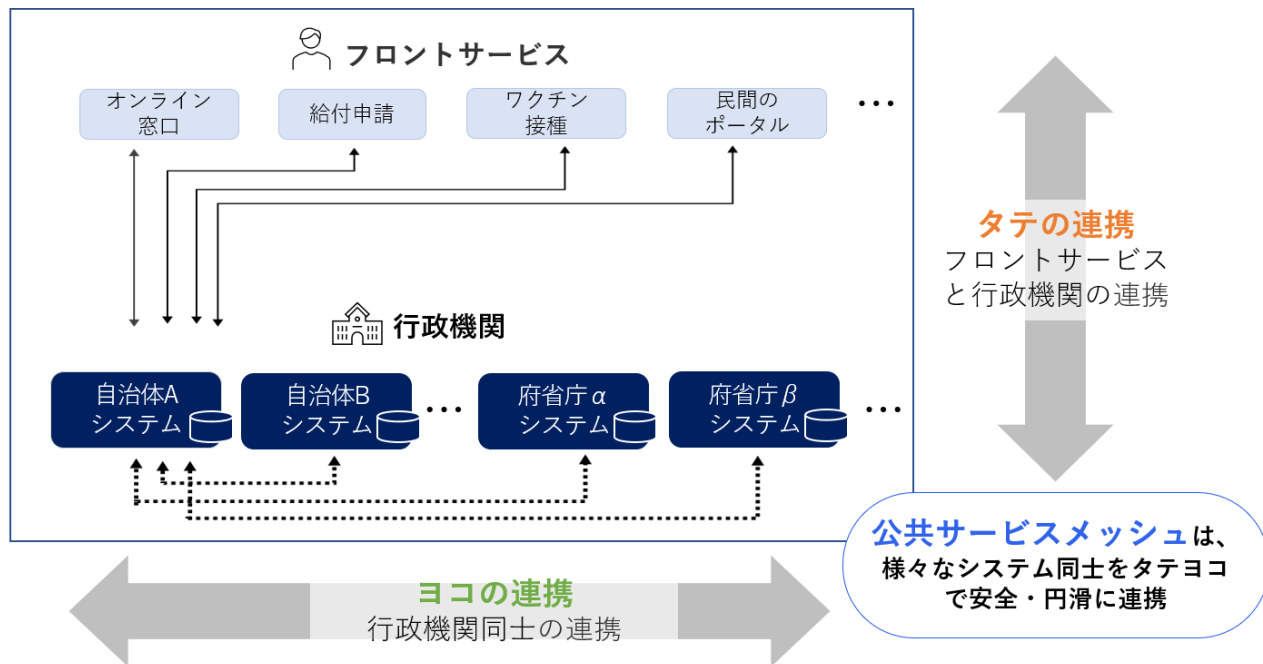 フロントサービス
オンライン
窓口
給付申請
ワクチン
接種
民間の
ポータル
•••
タテの連携
フロントサービス
と行政機関の連携
行政機関
自治体A
システム
自治体B
システム
•••
府省庁α
システム
府省庁β
システム
•••
公共サービスメッシュは、
様々なシステム同士をタテヨコ
で安全・円滑に連携
ヨコの連携
行政機関同士の連携